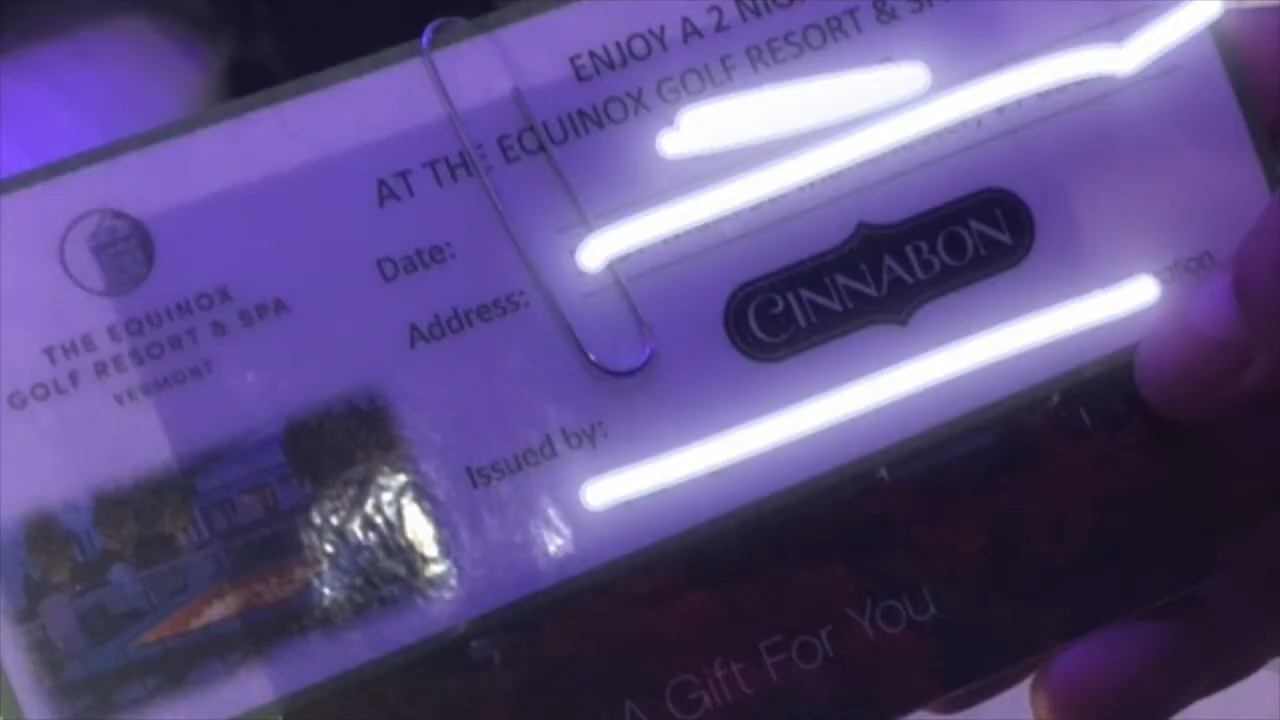 ENJOY A 2
AT THE EQUINOX GOLF RESORT &
Date:
Address:
CINNABON
Issued by:
THE EQUINOX
GOLF RESORT & SPA
VERMONT
A Gift For You